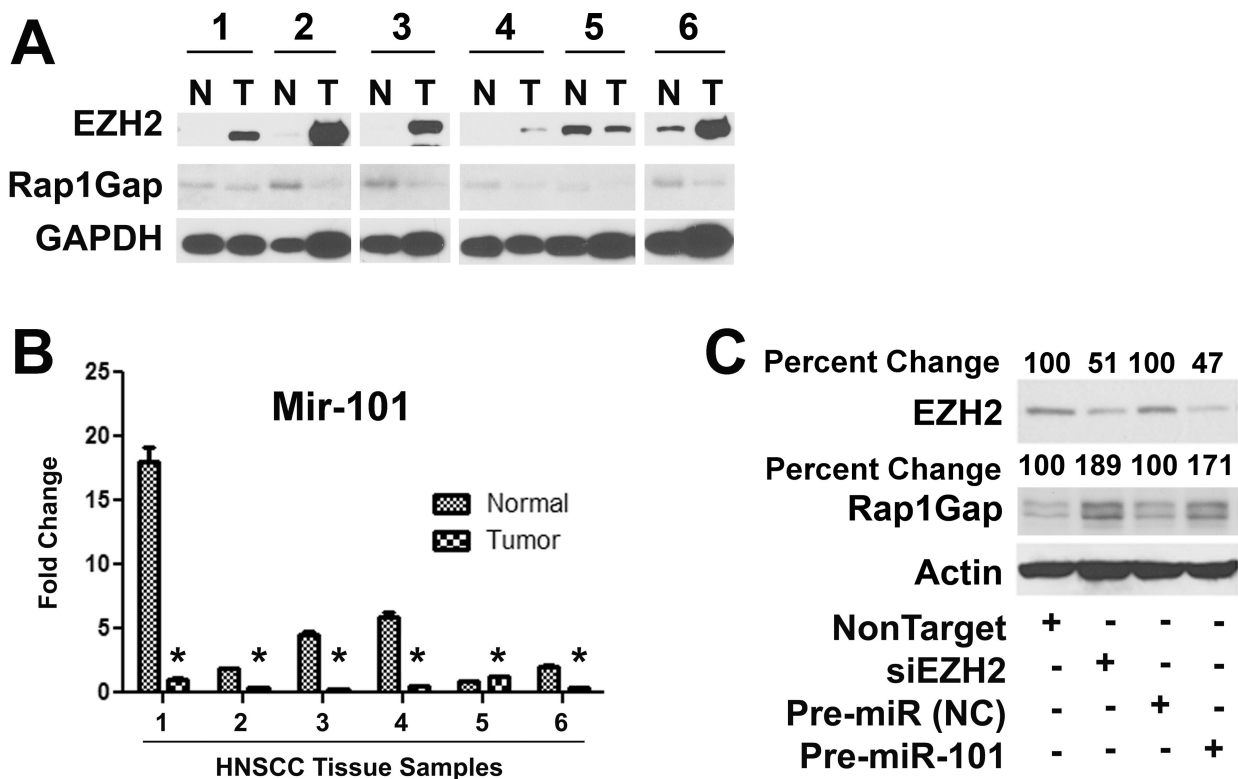 A
1 2 3 4 5 6
N T N T N T N T N T N T
EZH2
Rap1Gap
GAPDH
B
Mir-101
25
20
15
10
5
0
Fold Change
Normal
Tumor
* * * * * *
1 2 3 4 5 6
HNSCC Tissue Samples
C
Percent Change 100 51 100 47
EZH2
Percent Change 100 189 100 171
Rap1Gap
Actin
NonTarget + - - -
siEZH2 - + - -
Pre-miR (NC) - - + -
Pre-miR-101 - - - +